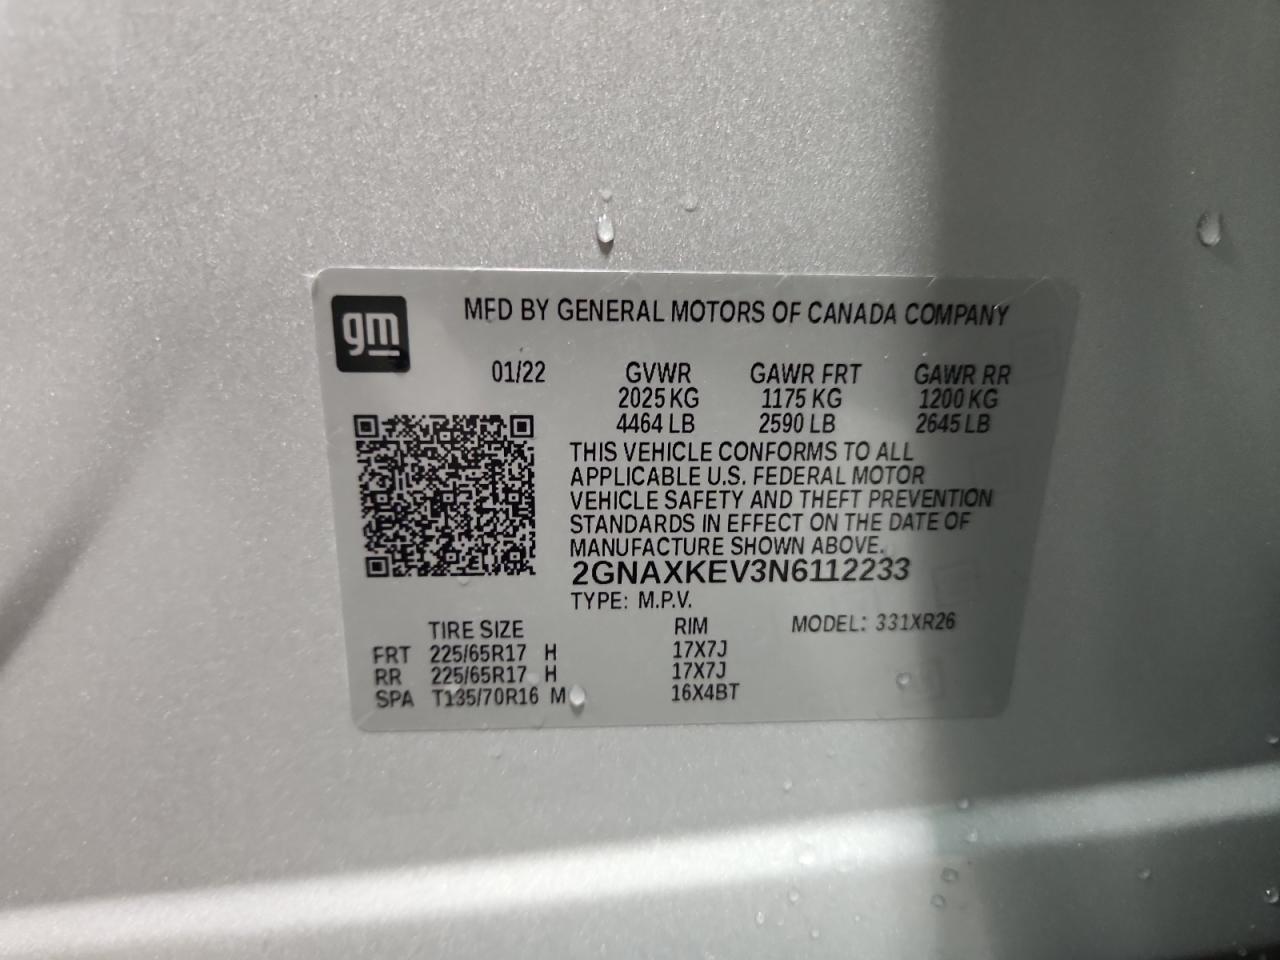 gm
MFD BY GENERAL MOTORS OF CANADA COMPANY
01/22 GVWR GAWR FRT GAWR RR
2025 KG 1175 KG 1200 KG
4464 LB 2590 LB 2645 LB
THIS VEHICLE CONFORMS TO ALL
APPLICABLE U.S. FEDERAL MOTOR
VEHICLE SAFETY AND THEFT PREVENTION
STANDARDS IN EFFECT ON THE DATE OF
MANUFACTURE SHOWN ABOVE.
2GNAXKEV3N6112233
TYPE: M.P.V.
TIRE SIZE RIM MODEL: 331XR26
FRT 225/65R17 H 17X7J
RR 225/65R17 H 17X7J
SPA T135/70R16 M 16X4BT